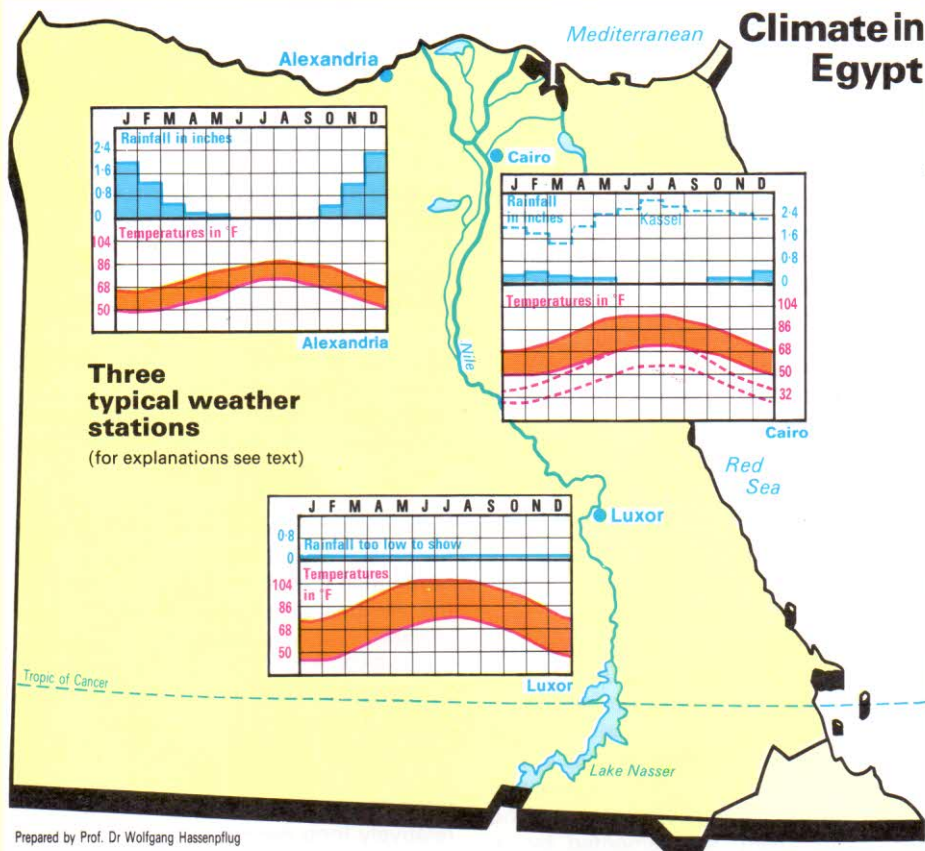 Climate in
Egypt
Mediterranean
Alexandria
Cairo
J F M A M J J A S O N D
Rainfall in inches
2·4
1·6
0·8
0
Temperatures in °F
104
86
68
50
Alexandria
J F M A M J J A S O N D
Rainfall
in inches
Kassel
2·4
1·6
0·8
0
Temperatures in °F
104
86
68
50
32
Cairo
Nile
Three
typical weather
stations
(for explanations see text)
Red
Sea
Luxor
J F M A M J J A S O N D
0·8
Rainfall too low to show
0
Temperatures
in °F
104
86
68
50
Luxor
Tropic of Cancer
Lake Nasser
Prepared by Prof. Dr Wolfgang Hassenpflug